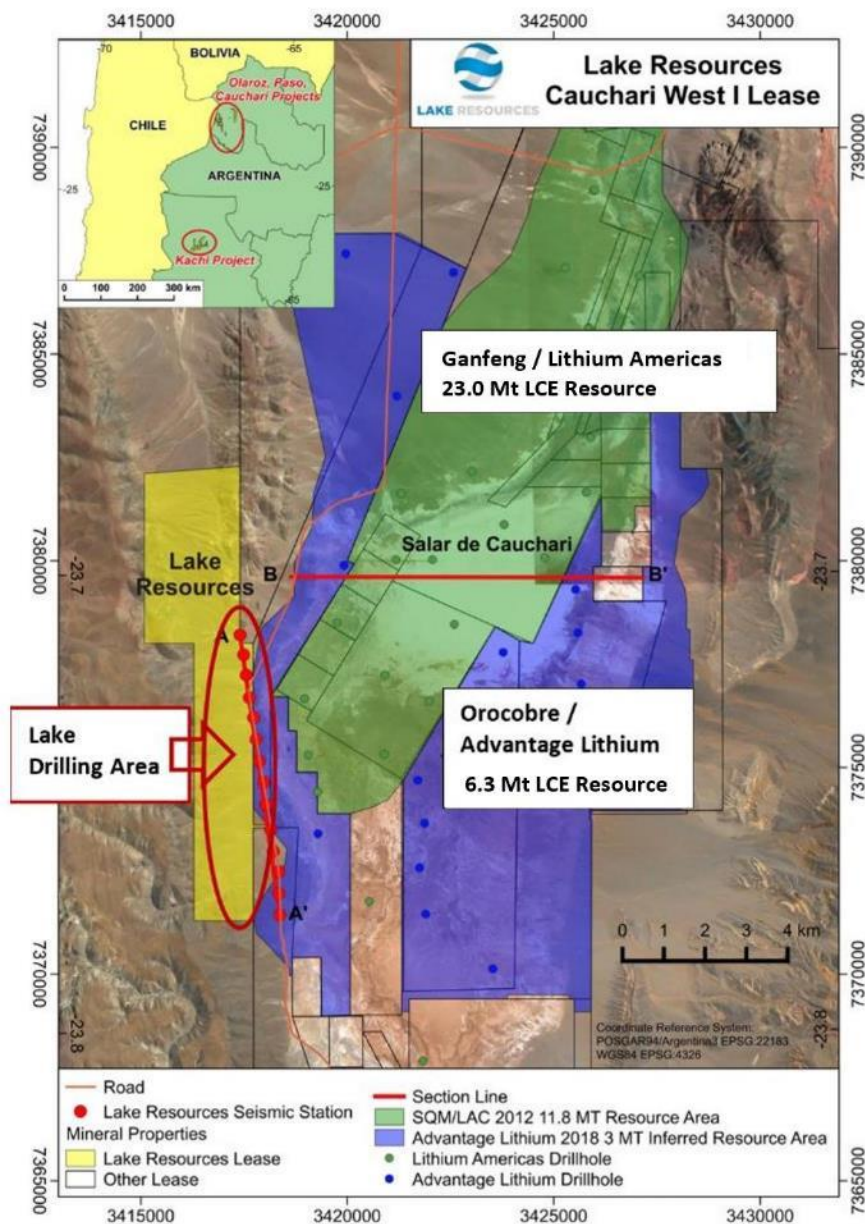 3415000 3420000 3425000 3430000
-70 BOLIVIA -65
Olaroz, Paso,
Cauchari Projects
CHILE
-25
ARGENTINA
-25
Kachi Project
0 100 200 300 km
-65
LAKE RESOURCES
Lake Resources
Cauchari West I Lease
7390000
7390000
7385000
7385000
Ganfeng / Lithium Americas
23.0 Mt LCE Resource
7380000
7380000
-23.7
-23.7
Lake
Resources
Salar de Cauchari
B
B'
A
Lake
Drilling Area
Orocobre /
Advantage Lithium
6.3 Mt LCE Resource
7375000
7375000
A'
0 1 2 3 4 km
7370000
7370000
-23.8
-23.8
Coordinate Reference System:
POSGAR94/Argentina3 EPSG:22183
WGS84 EPSG:4326
Road
Lake Resources Seismic Station
Mineral Properties
Lake Resources Lease
Other Lease
Section Line
SQM/LAC 2012 11.8 MT Resource Area
Advantage Lithium 2018 3 MT Inferred Resource Area
Lithium Americas Drillhole
Advantage Lithium Drillhole
7365000
7365000
3415000 3420000 3425000 3430000